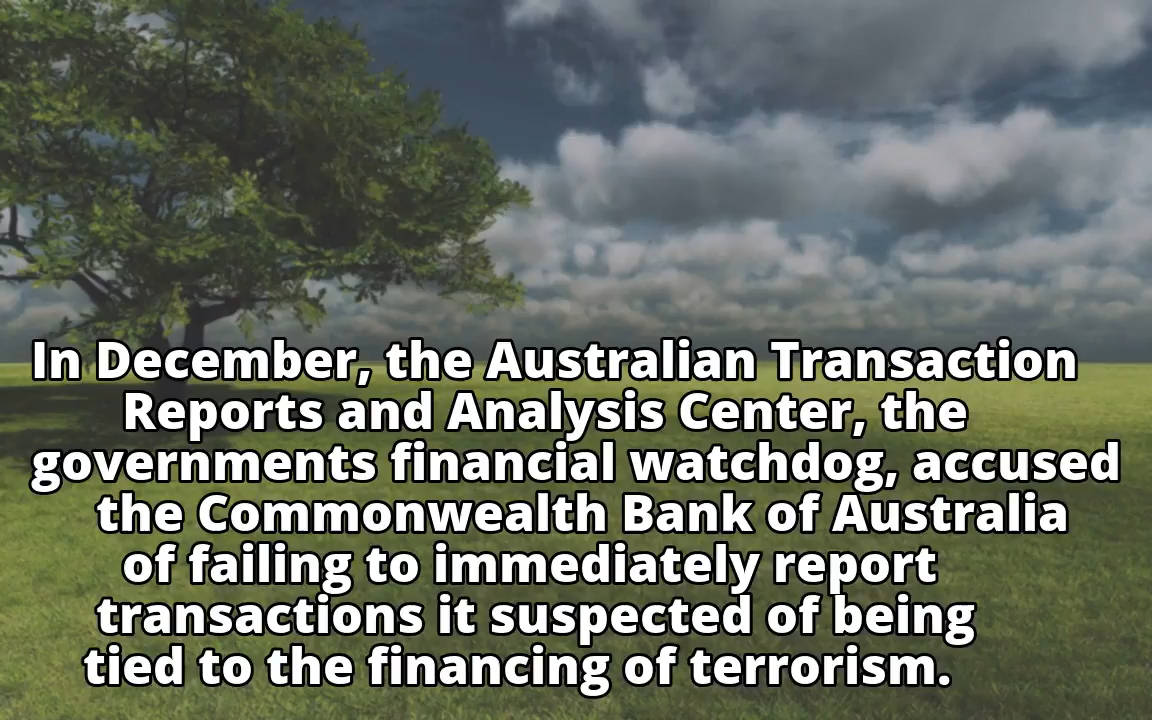 In December, the Australian Transaction
Reports and Analysis Center, the
governments financial watchdog, accused
the Commonwealth Bank of Australia
of failing to immediately report
transactions it suspected of being
tied to the financing of terrorism.